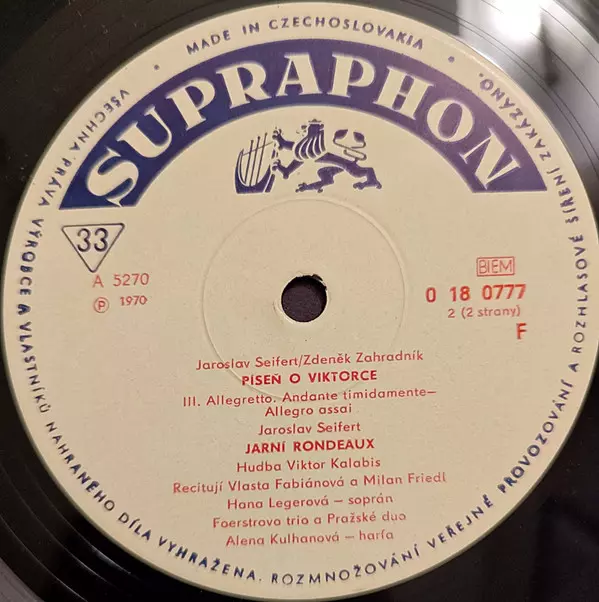 • MADE IN CZECHOSLOVAKIA •
SUPRAPHON
VŠECHNA PRÁVA VÝROBCE A VLASTNÍKŮ NAHRANÉHO DÍLA VYHRAŽENA. ROZMNOŽOVÁNÍ VEŘEJNÉ PROVOZOVÁNÍ A ROZHLASOVÉ ŠÍŘENÍ ZAKÁZÁNO.
33
A 5270
Ⓟ 1970
BIEM
0 18 0777
2 (2 strany)
F
Jaroslav Seifert/Zdeněk Zahradník
PÍSEŇ O VIKTORCE
III. Allegretto. Andante timidamente—
Allegro assai
Jaroslav Seifert
JARNÍ RONDEAUX
Hudba Viktor Kalabis
Recitují Vlasta Fabiánová a Milan Friedl
Hana Legerová — soprán
Foerstrovo trio a Pražské duo
Alena Kulhanová — harfa